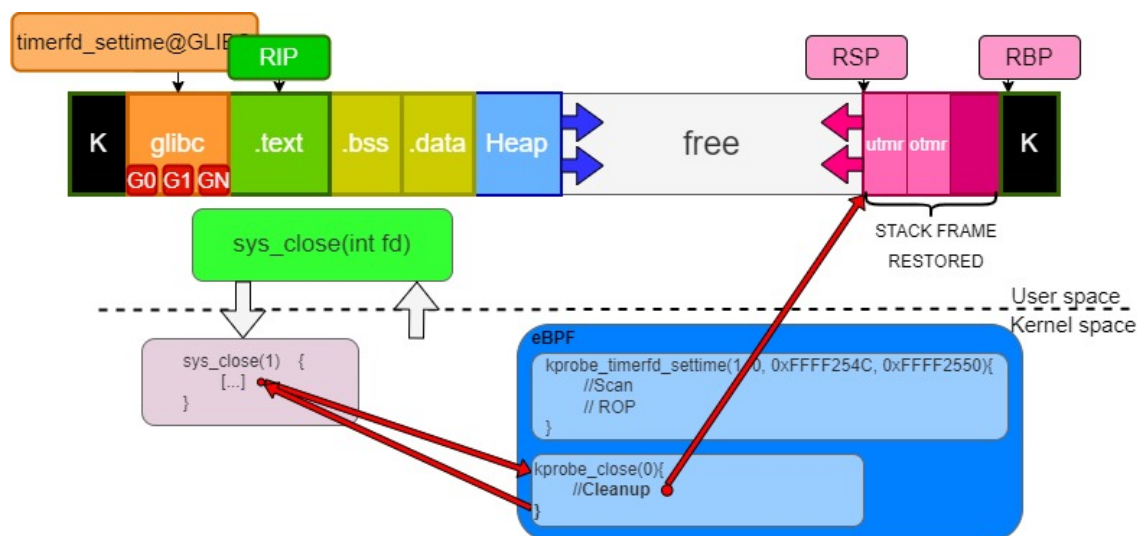 timerfd_settime@GLIBC
RIP
RSP
RBP
K
glibc
.text
.bss
.data
Heap
free
utmr
otmr
K
G0
G1
GN
STACK FRAME
RESTORED
sys_close(int fd)
User space
Kernel space
eBPF
sys_close(1) {
[...]
}
kprobe_timerfd_settime(1, 0, 0xFFFF254C, 0xFFFF2550){
//Scan
// ROP
}
kprobe_close(0){
//Cleanup
}